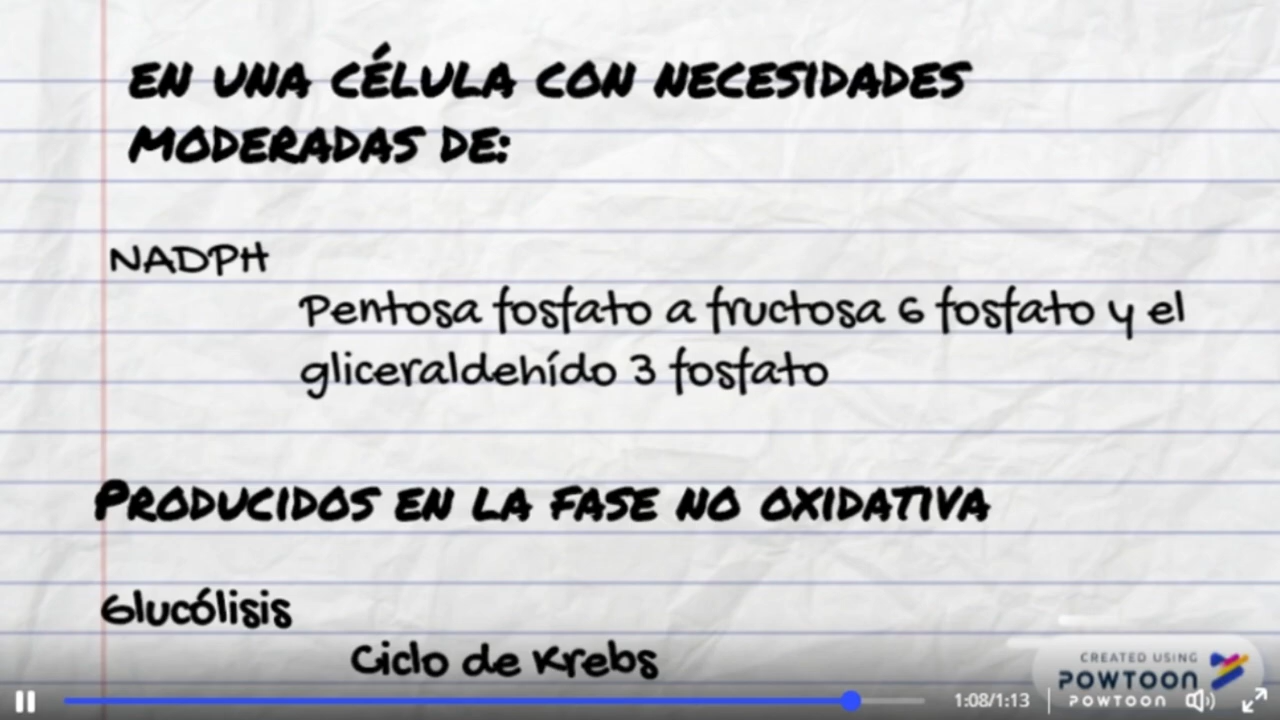 EN UNA CÉLULA CON NECESIDADES
MODERADAS DE:
NADPH
Pentosa fosfato a fructosa 6 fosfato y el
gliceraldehído 3 fosfato
PRODUCIDOS EN LA FASE NO OXIDATIVA
Glucólisis
Ciclo de Krebs
CREATED USING
POWTOON
1:08/1:13
POWTOON